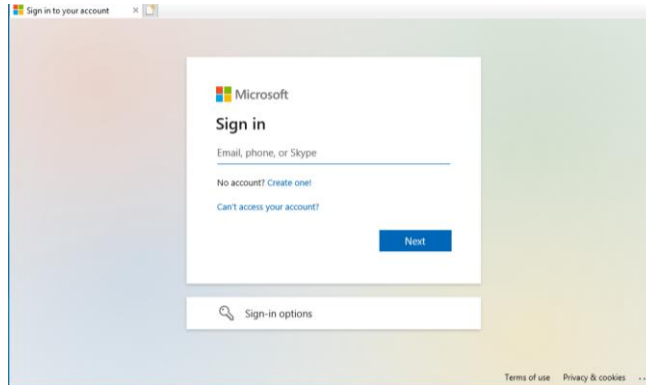 Sign in to your account
Microsoft
Sign in
Email, phone, or Skype
No account? Create one!
Can't access your account?
Next
Sign-in options
Terms of use Privacy & cookies ...